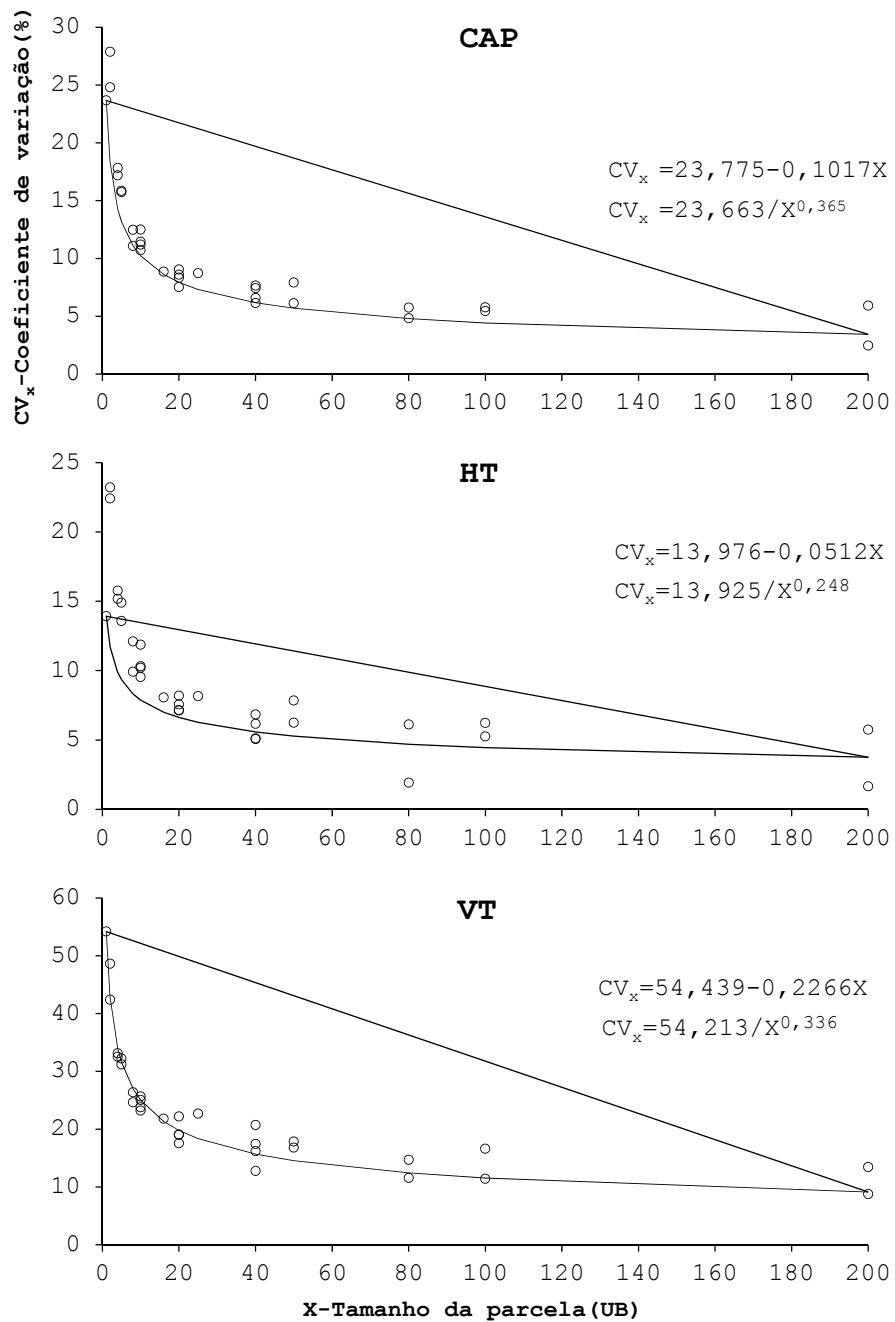 CVx-Coeficiente de variação(%)
CAP
30
25
20
15
10
5
0
CVx =23,775-0,1017X
CVx =23,663/X^0,365
0 20 40 60 80 100 120 140 160 180 200
HT
25
20
15
10
5
0
CVx=13,976-0,0512X
CVx=13,925/X^0,248
0 20 40 60 80 100 120 140 160 180 200
VT
60
50
40
30
20
10
0
CVx=54,439-0,2266X
CVx=54,213/X^0,336
0 20 40 60 80 100 120 140 160 180 200
X-Tamanho da parcela(UB)